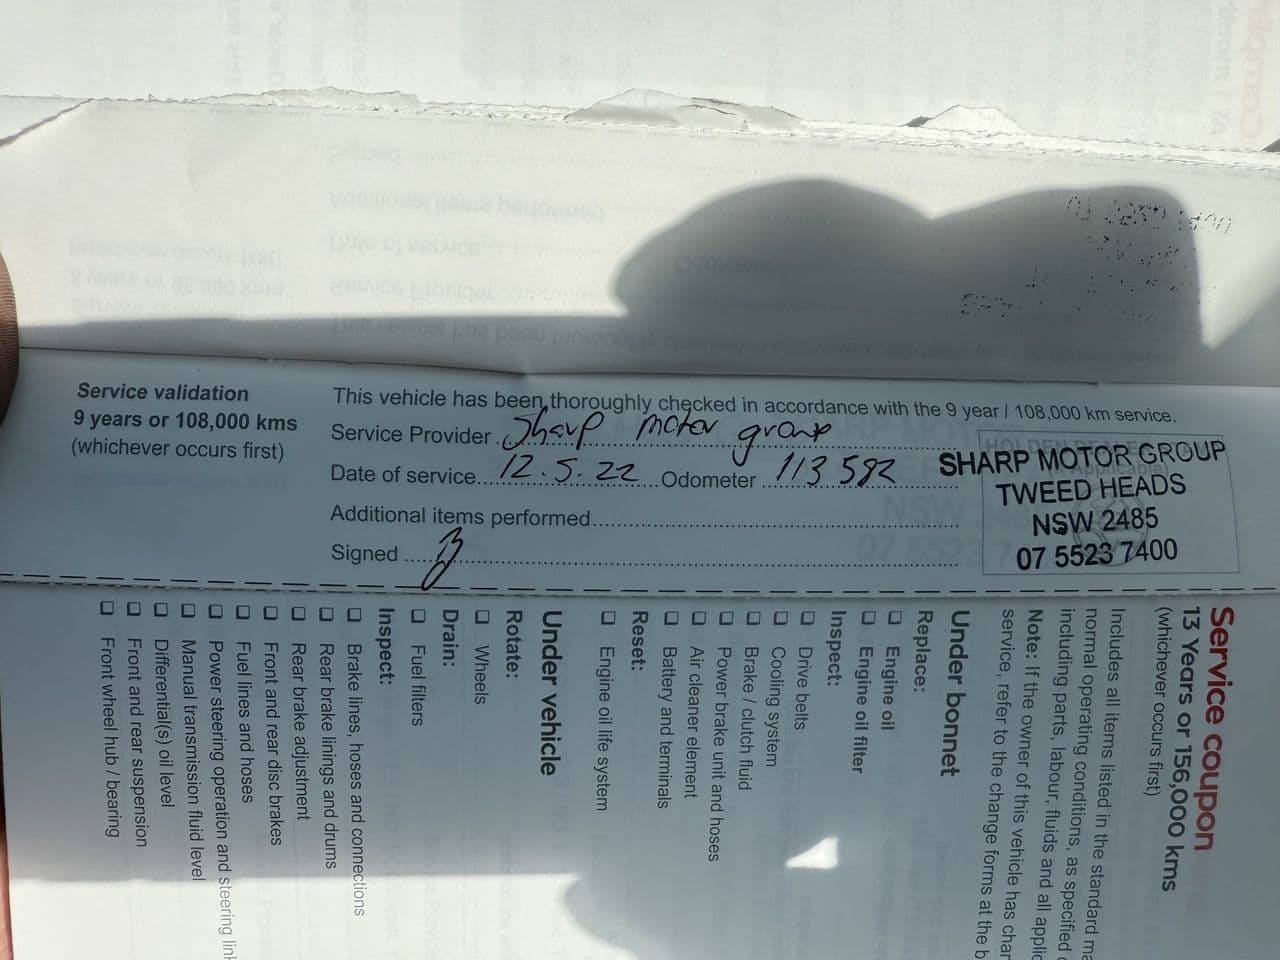 Service validation
9 years or 108,000 kms
(whichever occurs first)
This vehicle has been thoroughly checked in accordance with the 9 year / 108,000 km service.
Service Provider Sharp motor group
Date of service 12.5.22 Odometer 113582
Additional items performed
Signed
SHARP MOTOR GROUP
TWEED HEADS
NSW 2485
07 5523 7400
Service coupon
13 Years or 156,000 kms
(whichever occurs first)
Includes all items listed in the standard ma
normal operating conditions, as specified
including parts, labour, fluids and all applic
Note: If the owner of this vehicle has chan
service, refer to the change forms at the b
Under bonnet
Replace:
Engine oil
Engine oil filter
Inspect:
Drive belts
Cooling system
Brake / clutch fluid
Power brake unit and hoses
Air cleaner element
Battery and terminals
Reset:
Engine oil life system
Under vehicle
Rotate:
Wheels
Drain:
Fuel filters
Inspect:
Brake lines, hoses and connections
Rear brake linings and drums
Rear brake adjustment
Front and rear disc brakes
Fuel lines and hoses
Power steering operation and steering link
Manual transmission fluid level
Differential(s) oil level
Front and rear suspension
Front wheel hub / bearing